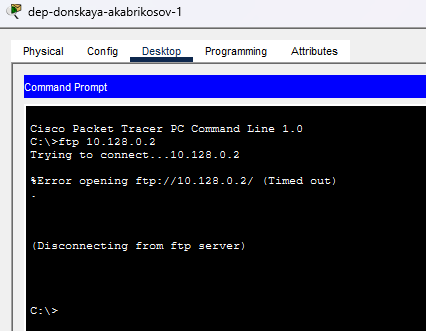 dep-donskaya-akabrikosov-1
Physical Config Desktop Programming Attributes
Command Prompt
Cisco Packet Tracer PC Command Line 1.0
C:\>ftp 10.128.0.2
Trying to connect...10.128.0.2
%Error opening ftp://10.128.0.2/ (Timed out)
.
(Disconnecting from ftp server)
C:\>